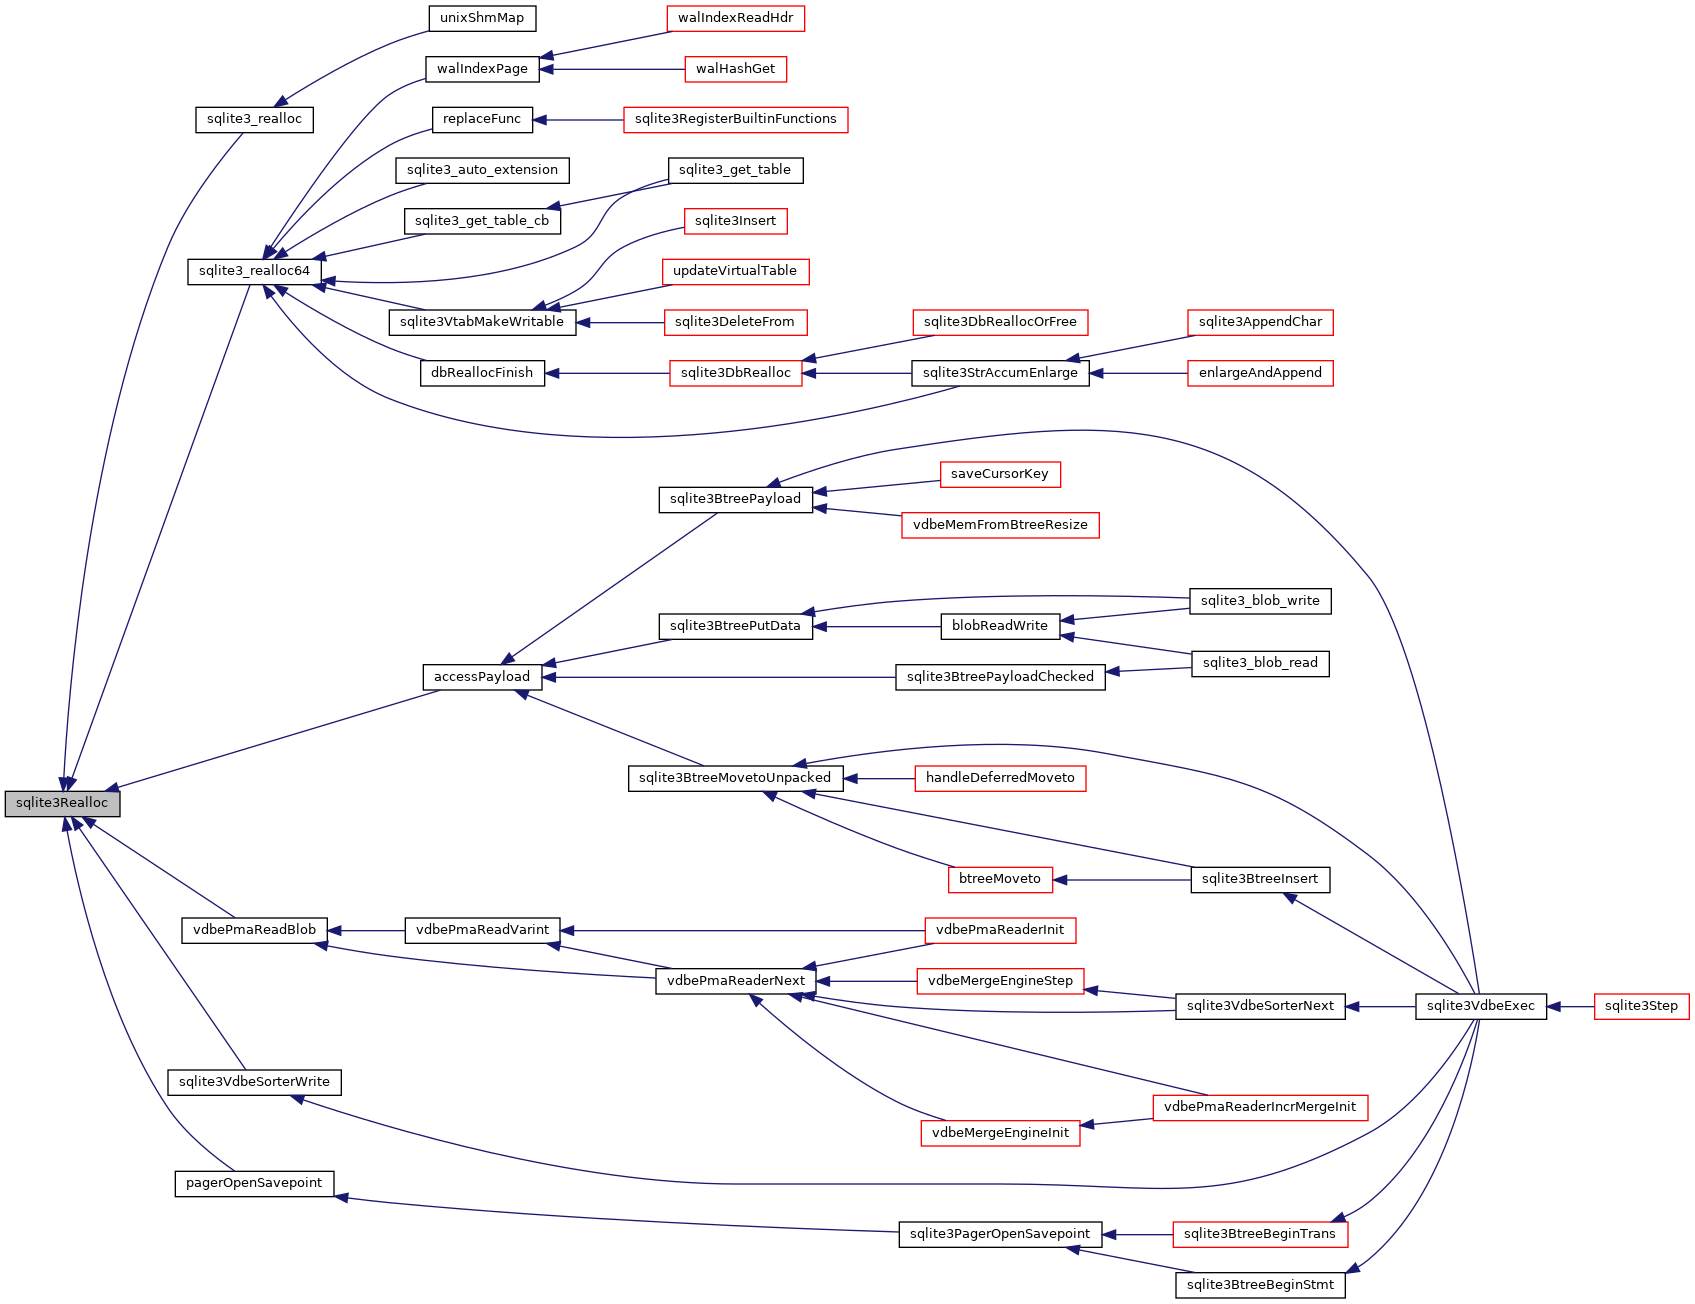 unixShmMap
walIndexReadHdr
walIndexPage
walHashGet
sqlite3_realloc
replaceFunc
sqlite3RegisterBuiltinFunctions
sqlite3_auto_extension
sqlite3_get_table
sqlite3_get_table_cb
sqlite3Insert
sqlite3_realloc64
updateVirtualTable
sqlite3VtabMakeWritable
sqlite3DeleteFrom
sqlite3DbReallocOrFree
sqlite3AppendChar
dbReallocFinish
sqlite3DbRealloc
sqlite3StrAccumEnlarge
enlargeAndAppend
saveCursorKey
sqlite3BtreePayload
vdbeMemFromBtreeResize
sqlite3_blob_write
sqlite3BtreePutData
blobReadWrite
sqlite3_blob_read
accessPayload
sqlite3BtreePayloadChecked
sqlite3BtreeMovetoUnpacked
handleDeferredMoveto
sqlite3Realloc
btreeMoveto
sqlite3BtreeInsert
vdbePmaReadBlob
vdbePmaReadVarint
vdbePmaReaderInit
vdbePmaReaderNext
vdbeMergeEngineStep
sqlite3VdbeSorterNext
sqlite3VdbeExec
sqlite3Step
sqlite3VdbeSorterWrite
vdbePmaReaderIncrMergeInit
vdbeMergeEngineInit
pagerOpenSavepoint
sqlite3PagerOpenSavepoint
sqlite3BtreeBeginTrans
sqlite3BtreeBeginStmt